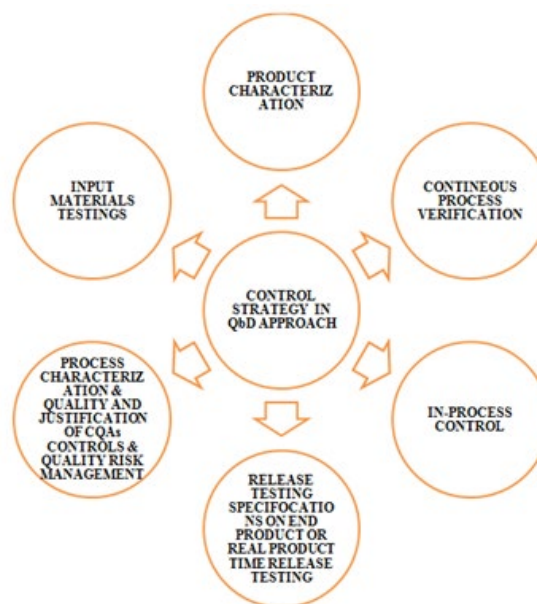 PRODUCT
CHARACTERIZ
ATION
INPUT
MATERIALS
TESTINGS
CONTINEOUS
PROCESS
VERIFICATION
CONTROL
STRATEGY IN
QbD APPROACH
PROCESS
CHARACTERIZ
ATION &
QUALITY AND
JUSTIFICATION
OF CQAs
CONTROLS &
QUALITY RISK
MANAGEMENT
IN-PROCESS
CONTROL
RELEASE
TESTING
SPECIFOCATIO
NS ON END
PRODUCT OR
REAL PRODUCT
TIME RELEASE
TESTING